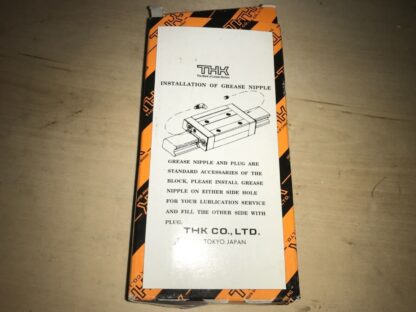 THK
INSTALLATION OF GREASE NIPPLE
GREASE NIPPLE AND PLUG ARE
STANDARD ACCESSARIES OF THE
BLOCK, PLEASE INSTALL GREASE
NIPPLE ON EITHER SIDE HOLE
FOR YOUR LUBLICATION SERVICE
AND FILL THE OTHER SIDE WITH
PLUG.
THK CO., LTD.
TOKYO JAPAN